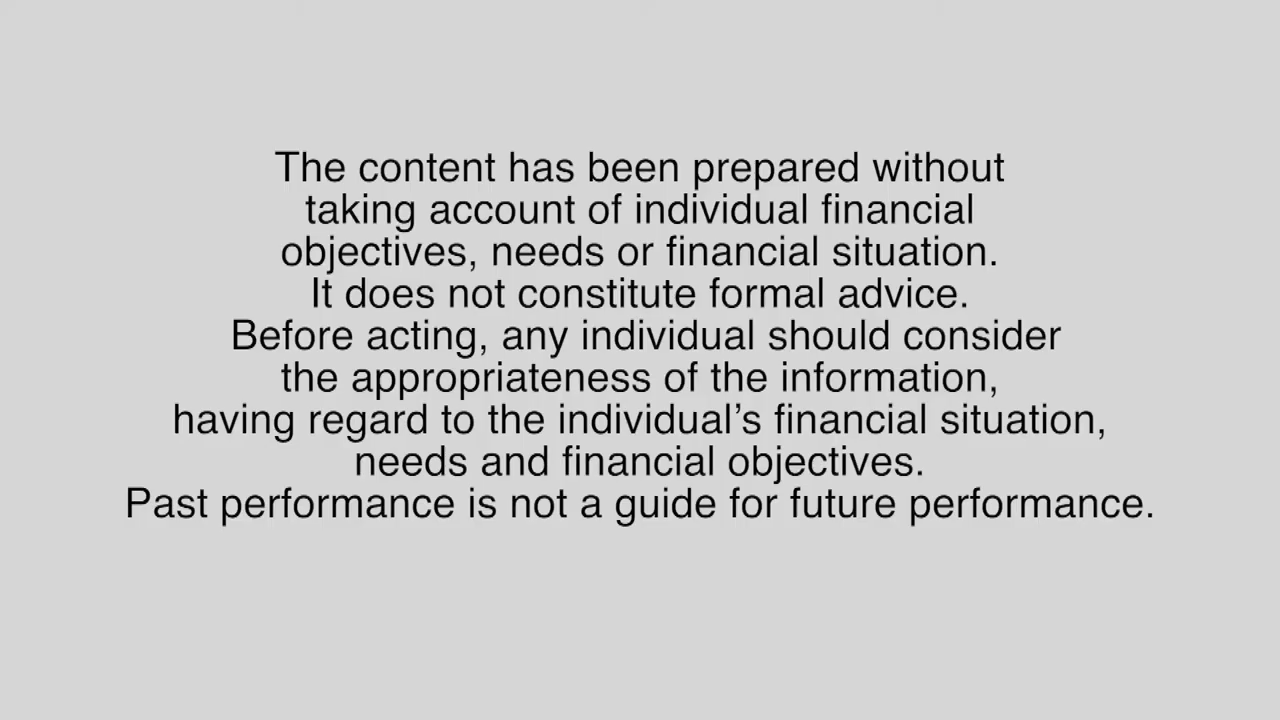 The content has been prepared without
taking account of individual financial
objectives, needs or financial situation.
It does not constitute formal advice.
Before acting, any individual should consider
the appropriateness of the information,
having regard to the individual’s financial situation,
needs and financial objectives.
Past performance is not a guide for future performance.